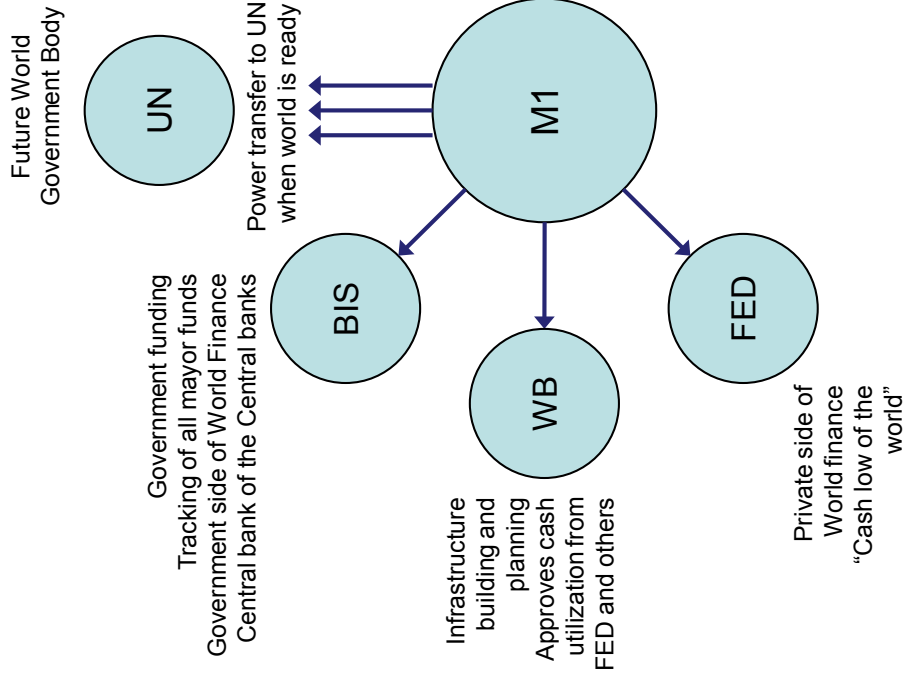 Future World
Government Body
UN
Power transfer to UN
when world is ready
M1
Government funding
Tracking of all mayor funds
Government side of World Finance
Central bank of the Central banks
BIS
Infrastructure
building and
planning
Approves cash
utilization from
FED and others
WB
FED
Private side of
World finance
“Cash low of the
world”